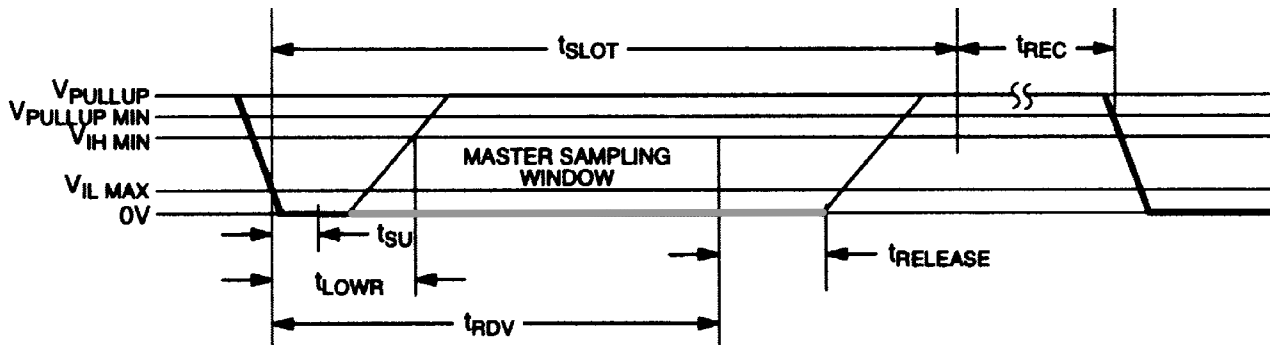 tSLOT
tREC
VPULLUP
VPULLUP MIN
VIH MIN
MASTER SAMPLING
WINDOW
VIL MAX
0V
tSU
tRELEASE
tLOWR
tRDV